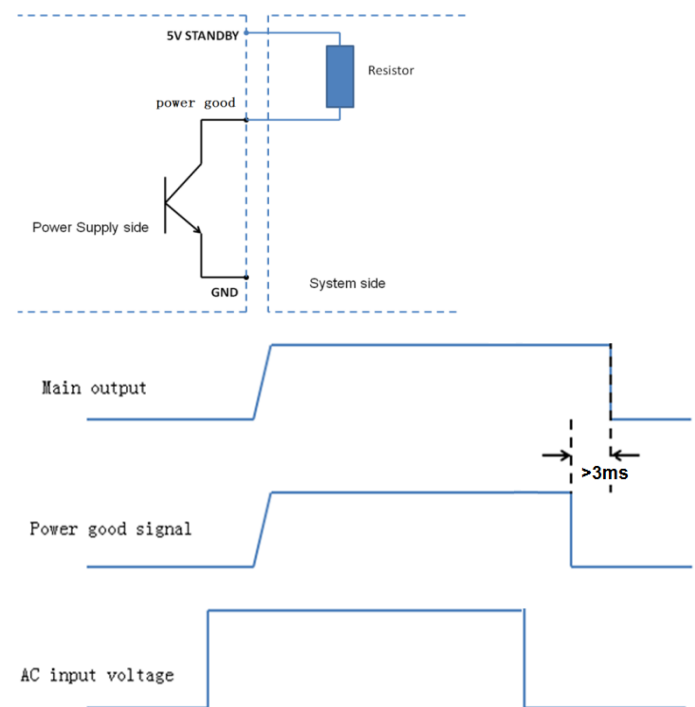 5V STANDBY
Resistor
power good
Power Supply side
GND
System side
Main output
>3ms
Power good signal
AC input voltage